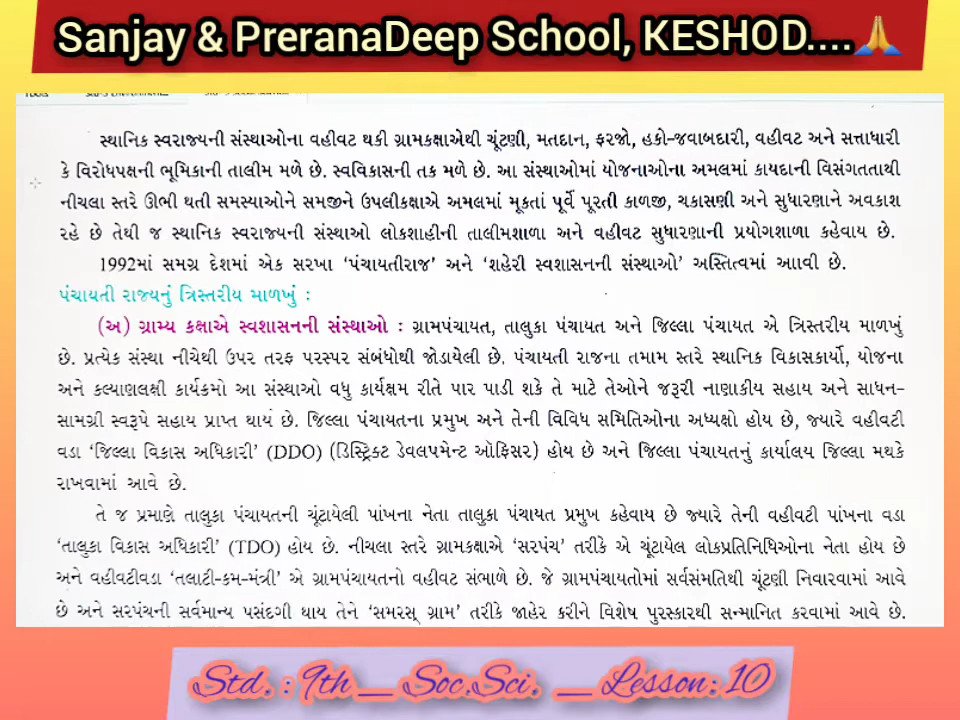 Sanjay & PreranaDeep School, KESHOD....🙏
સ્થાનિક સ્વરાજ્યની સંસ્થાઓના વહીવટ થકી ગ્રામકક્ષાએથી ચૂંટણી, મતદાન, ફરજો, હકો-જવાબદારી, વહીવટ અને સત્તાધારી
કે વિરોધપક્ષની ભૂમિકાની તાલીમ મળે છે. સ્વવિકાસની તક મળે છે. આ સંસ્થાઓમાં યોજનાઓના અમલમાં કાયદાની વિસંગતતાથી
નીચલા સ્તરે ઊભી થતી સમસ્યાઓને સમજીને ઉપલીકક્ષાએ અમલમાં મૂકતાં પૂર્વે પૂરતી કાળજી, ચકાસણી અને સુધારણાને અવકાશ
રહે છે તેથી જ સ્થાનિક સ્વરાજ્યની સંસ્થાઓ લોકશાહીની તાલીમશાળા અને વહીવટ સુધારણાની પ્રયોગશાળા કહેવાય છે.
1992માં સમગ્ર દેશમાં એક સરખા ‘પંચાયતીરાજ’ અને ‘શહેરી સ્વશાસનની સંસ્થાઓ’ અસ્તિત્વમાં આવી છે.
પંચાયતી રાજ્યનું ત્રિસ્તરીય માળખું :
(અ) ગ્રામ્ય કક્ષાએ સ્વશાસનની સંસ્થાઓ : ગ્રામપંચાયત, તાલુકા પંચાયત અને જિલ્લા પંચાયત એ ત્રિસ્તરીય માળખું
છે. પ્રત્યેક સંસ્થા નીચેથી ઉપર તરફ પરસ્પર સંબંધોથી જોડાયેલી છે. પંચાયતી રાજના તમામ સ્તરે સ્થાનિક વિકાસકાર્યો, યોજના
અને કલ્યાણલક્ષી કાર્યક્રમો આ સંસ્થાઓ વધુ કાર્યક્ષમ રીતે પાર પાડી શકે તે માટે તેઓને જરૂરી નાણાકીય સહાય અને સાધન-
સામગ્રી સ્વરૂપે સહાય પ્રાપ્ત થાય છે. જિલ્લા પંચાયતના પ્રમુખ અને તેની વિવિધ સમિતિઓના અધ્યક્ષો હોય છે, જ્યારે વહીવટી
વડા ‘જિલ્લા વિકાસ અધિકારી’ (DDO) (ડિસ્ટ્રિક્ટ ડેવલપમેન્ટ ઑફિસર) હોય છે અને જિલ્લા પંચાયતનું કાર્યાલય જિલ્લા મથકે
રાખવામાં આવે છે.
તે જ પ્રમાણે તાલુકા પંચાયતની ચૂંટાયેલી પાંખના નેતા તાલુકા પંચાયત પ્રમુખ કહેવાય છે જ્યારે તેની વહીવટી પાંખના વડા
‘તાલુકા વિકાસ અધિકારી’ (TDO) હોય છે. નીચલા સ્તરે ગ્રામકક્ષાએ ‘સરપંચ’ તરીકે એ ચૂંટાયેલ લોકપ્રતિનિધિઓના નેતા હોય છે
અને વહીવટીવડા ‘તલાટી-કમ-મંત્રી’ એ ગ્રામપંચાયતનો વહીવટ સંભાળે છે. જે ગ્રામપંચાયતોમાં સર્વસંમતિથી ચૂંટણી નિવારવામાં આવે
છે અને સરપંચની સર્વમાન્ય પસંદગી થાય તેને ‘સમરસ્ ગ્રામ’ તરીકે જાહેર કરીને વિશેષ પુરસ્કારથી સન્માનિત કરવામાં આવે છે.
Std. : 9th _ Soc.Sci. _ Lesson: 10